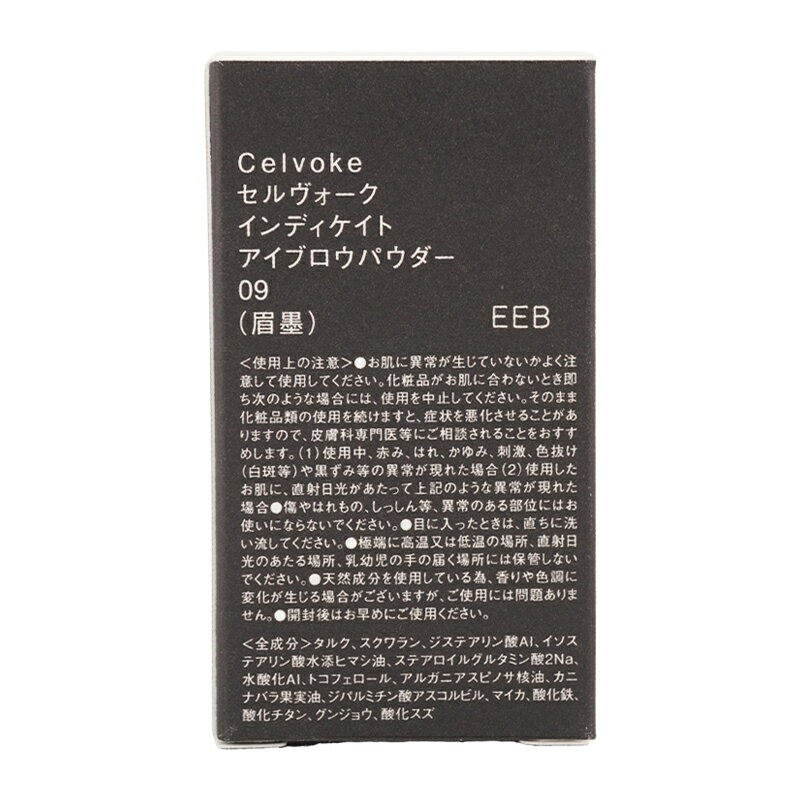 Celvoke
セルヴォーク
インディケイト
アイブロウパウダー
09
(眉墨)
EEB
〈使用上の注意〉●お肌に異常が生じていないかよく注
意して使用してください。化粧品がお肌に合わないとき即
ち次のような場合には、使用を中止してください。そのまま
化粧品類の使用を続けますと、症状を悪化させることがあ
りますので、皮膚科専門医等にご相談されることをおすす
めします。(1)使用中、赤み、はれ、かゆみ、刺激、色抜け
(白斑等)や黒ずみ等の異常が現れた場合(2)使用した
お肌に、直射日光があたって上記のような異常が現れた
場合●傷やはれもの、しっしん等、異常のある部位にはお
使いにならないでください。●目に入ったときは、直ちに洗
い流してください。●極端に高温又は低温の場所、直射日
光のあたる場所、乳幼児の手の届く場所には保管しない
でください。●天然成分を使用している為、香りや色調に
変化が生じる場合がございますが、ご使用には問題ありま
せん。●開封後はお早めにご使用ください。
〈全成分〉タルク、スクワラン、ジステアリン酸Al、イソス
テアリン酸水添ヒマシ油、ステアロイルグルタミン酸2Na、
水酸化Al、トコフェロール、アルガニアスピノサ核油、カニ
ナバラ果実油、ジパルミチン酸アスコルビル、マイカ、酸化鉄、
酸化チタン、グンジョウ、酸化スズ